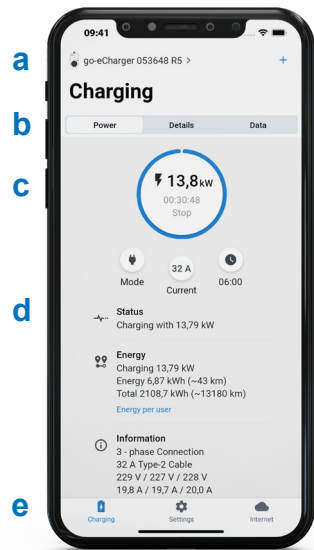 09:41
a
go-eCharger 053648 R5 >
+
Charging
b
Power Details Data
c
13,8 kW
00:30:48
Stop
32 A
Mode Current 06:00
d
Status
Charging with 13,79 kW
Energy
Charging 13,79 kW
Energy 6,87 kWh (~43 km)
Total 2108,7 kWh (~13180 km)
Energy per user
Information
3 - phase Connection
32 A Type-2 Cable
229 V / 227 V / 228 V
19,8 A / 19,7 A / 20,0 A
e
Charging Settings Internet